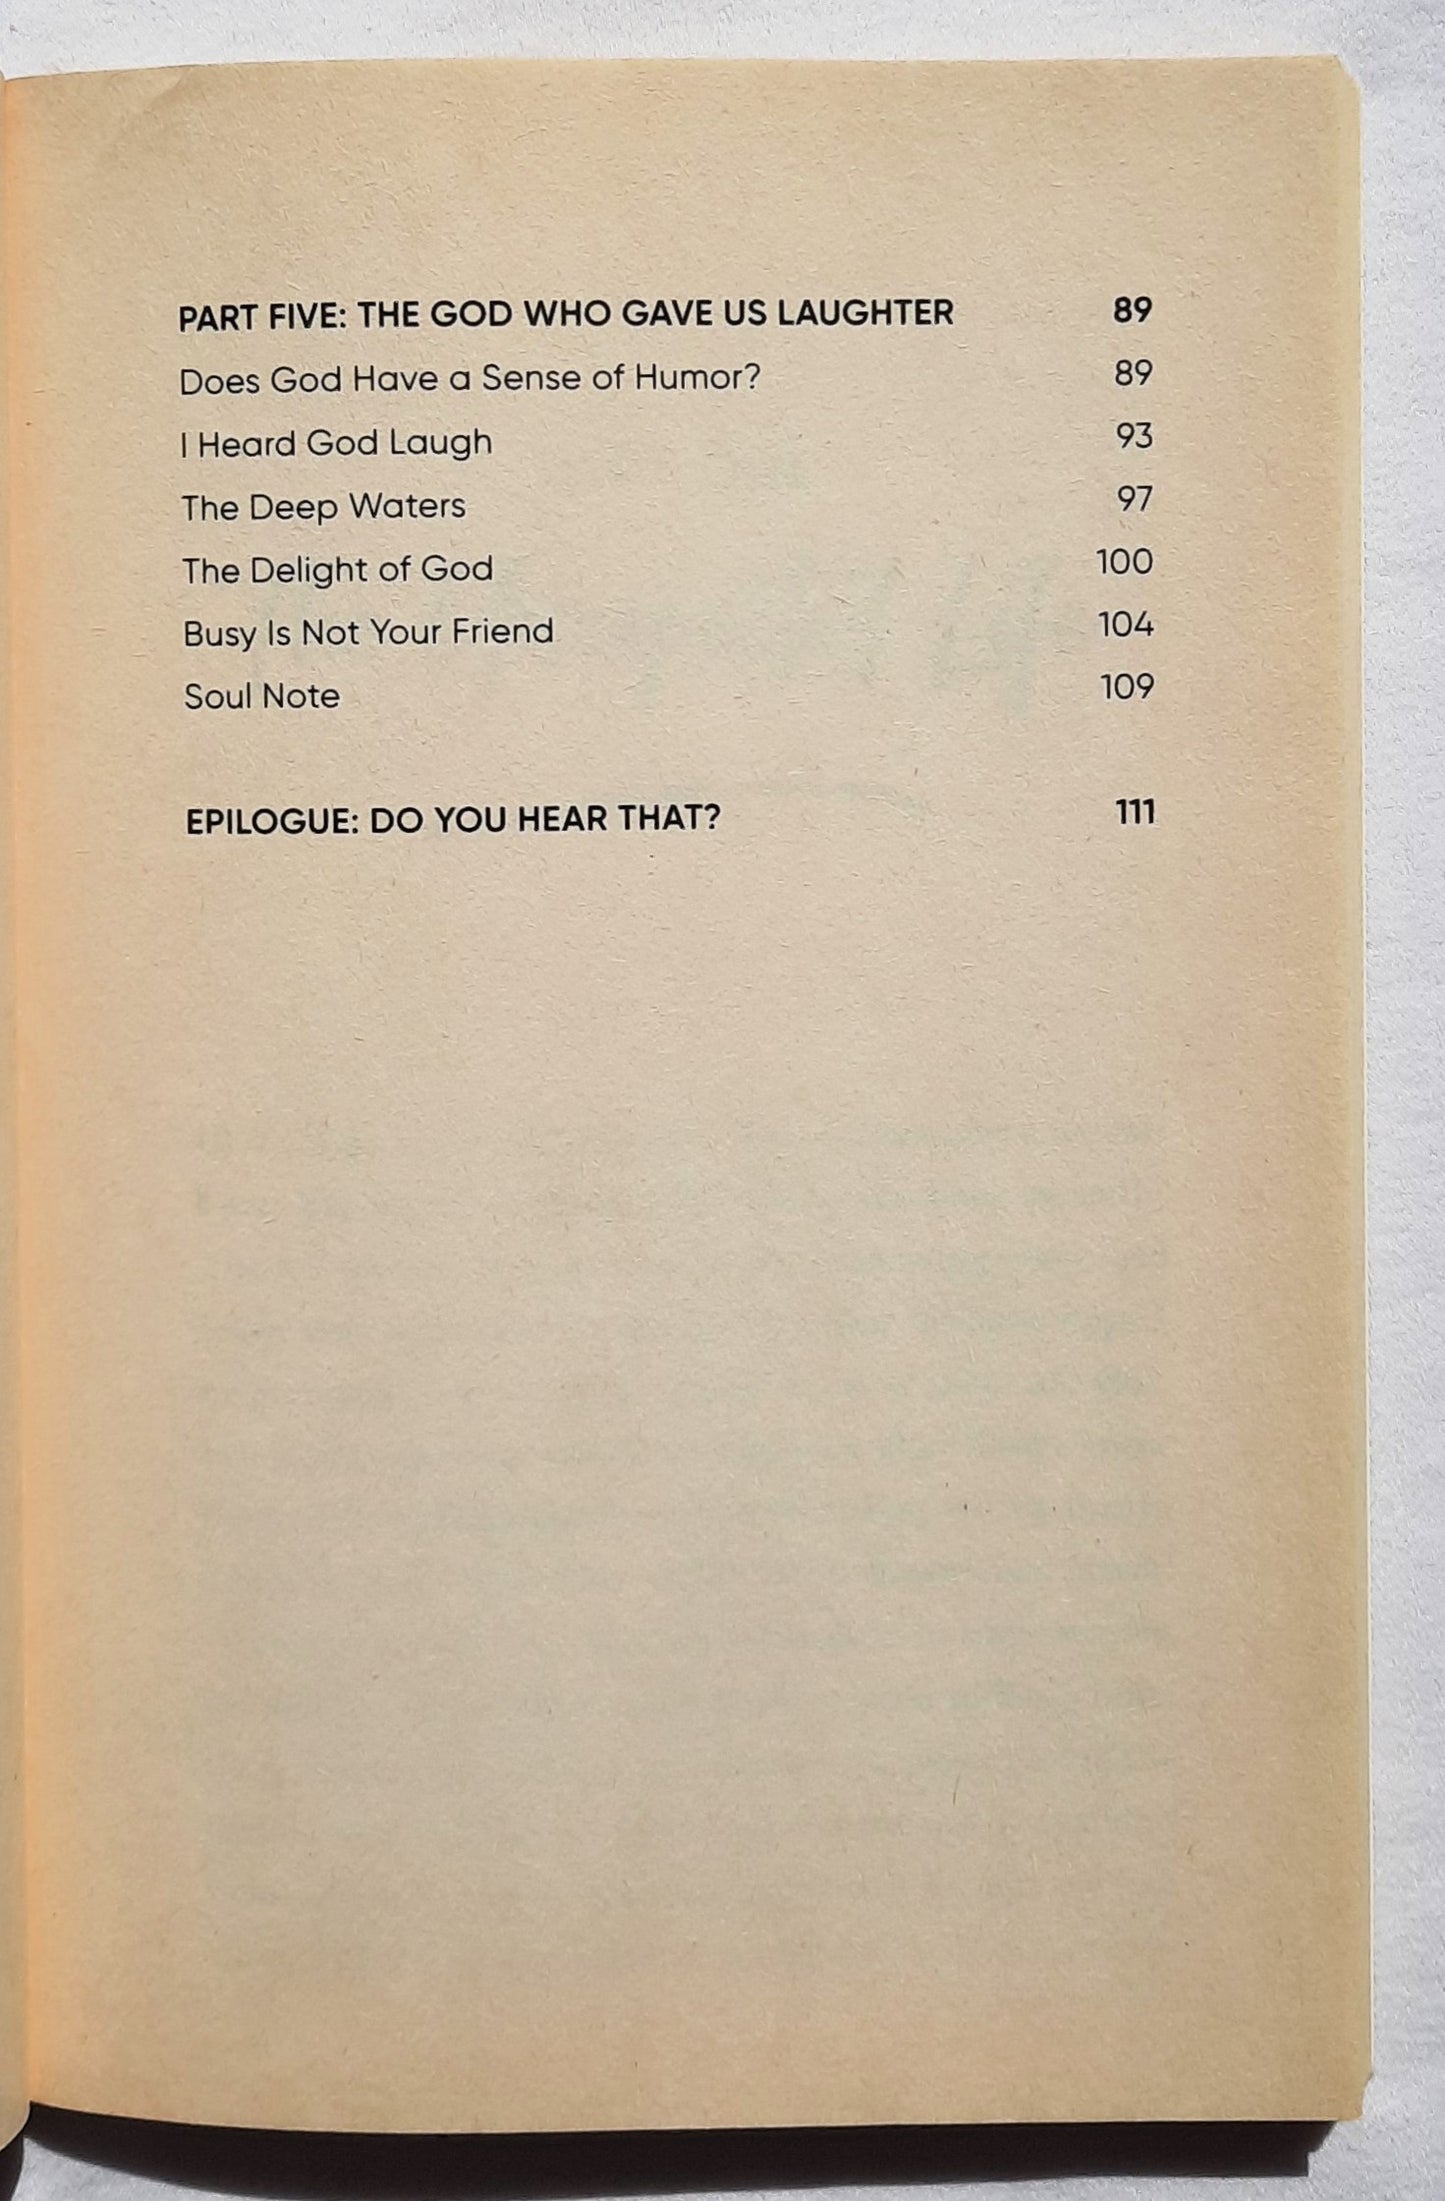 PART FIVE: THE GOD WHO GAVE US LAUGHTER 89
Does God Have a Sense of Humor? 89
I Heard God Laugh 93
The Deep Waters 97
The Delight of God 100
Busy Is Not Your Friend 104
Soul Note 109
EPILOGUE: DO YOU HEAR THAT? 111